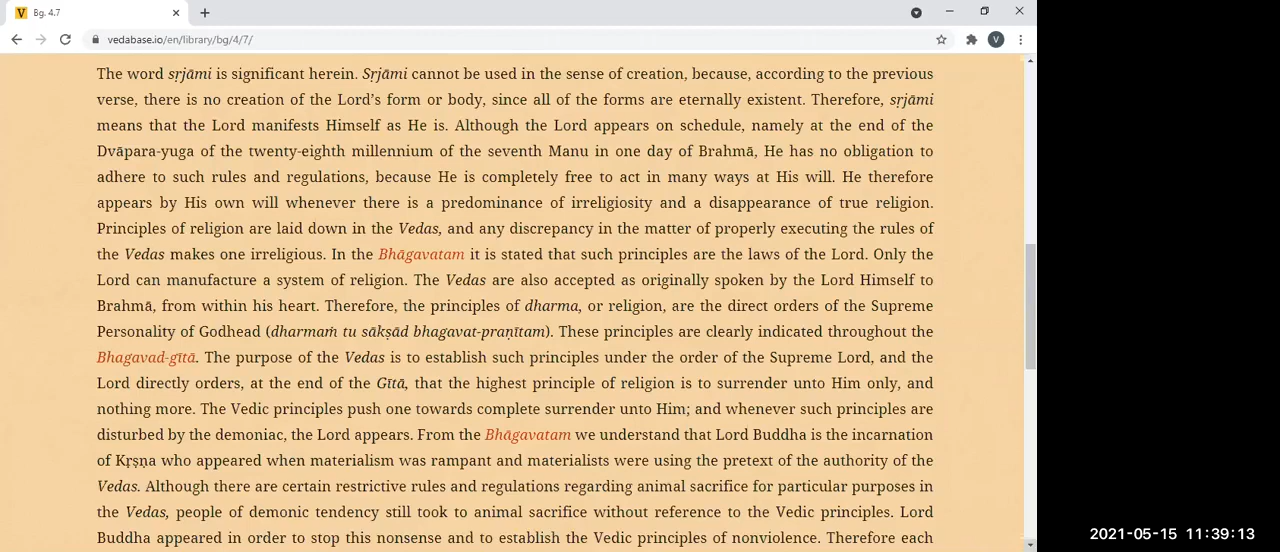 V Bg. 4.7
vedabase.io/en/library/bg/4/7/
V
The word sṛjāmi is significant herein. Sṛjāmi cannot be used in the sense of creation, because, according to the previous
verse, there is no creation of the Lord’s form or body, since all of the forms are eternally existent. Therefore, sṛjāmi
means that the Lord manifests Himself as He is. Although the Lord appears on schedule, namely at the end of the
Dvāpara-yuga of the twenty-eighth millennium of the seventh Manu in one day of Brahmā, He has no obligation to
adhere to such rules and regulations, because He is completely free to act in many ways at His will. He therefore
appears by His own will whenever there is a predominance of irreligiosity and a disappearance of true religion.
Principles of religion are laid down in the Vedas, and any discrepancy in the matter of properly executing the rules of
the Vedas makes one irreligious. In the Bhāgavatam it is stated that such principles are the laws of the Lord. Only the
Lord can manufacture a system of religion. The Vedas are also accepted as originally spoken by the Lord Himself to
Brahmā, from within his heart. Therefore, the principles of dharma, or religion, are the direct orders of the Supreme
Personality of Godhead (dharmaṁ tu sākṣād bhagavat-praṇītam). These principles are clearly indicated throughout the
Bhagavad-gītā. The purpose of the Vedas is to establish such principles under the order of the Supreme Lord, and the
Lord directly orders, at the end of the Gītā, that the highest principle of religion is to surrender unto Him only, and
nothing more. The Vedic principles push one towards complete surrender unto Him; and whenever such principles are
disturbed by the demoniac, the Lord appears. From the Bhāgavatam we understand that Lord Buddha is the incarnation
of Kṛṣṇa who appeared when materialism was rampant and materialists were using the pretext of the authority of the
Vedas. Although there are certain restrictive rules and regulations regarding animal sacrifice for particular purposes in
the Vedas, people of demonic tendency still took to animal sacrifice without reference to the Vedic principles. Lord
Buddha appeared in order to stop this nonsense and to establish the Vedic principles of nonviolence. Therefore each
2021-05-15 11:39:13